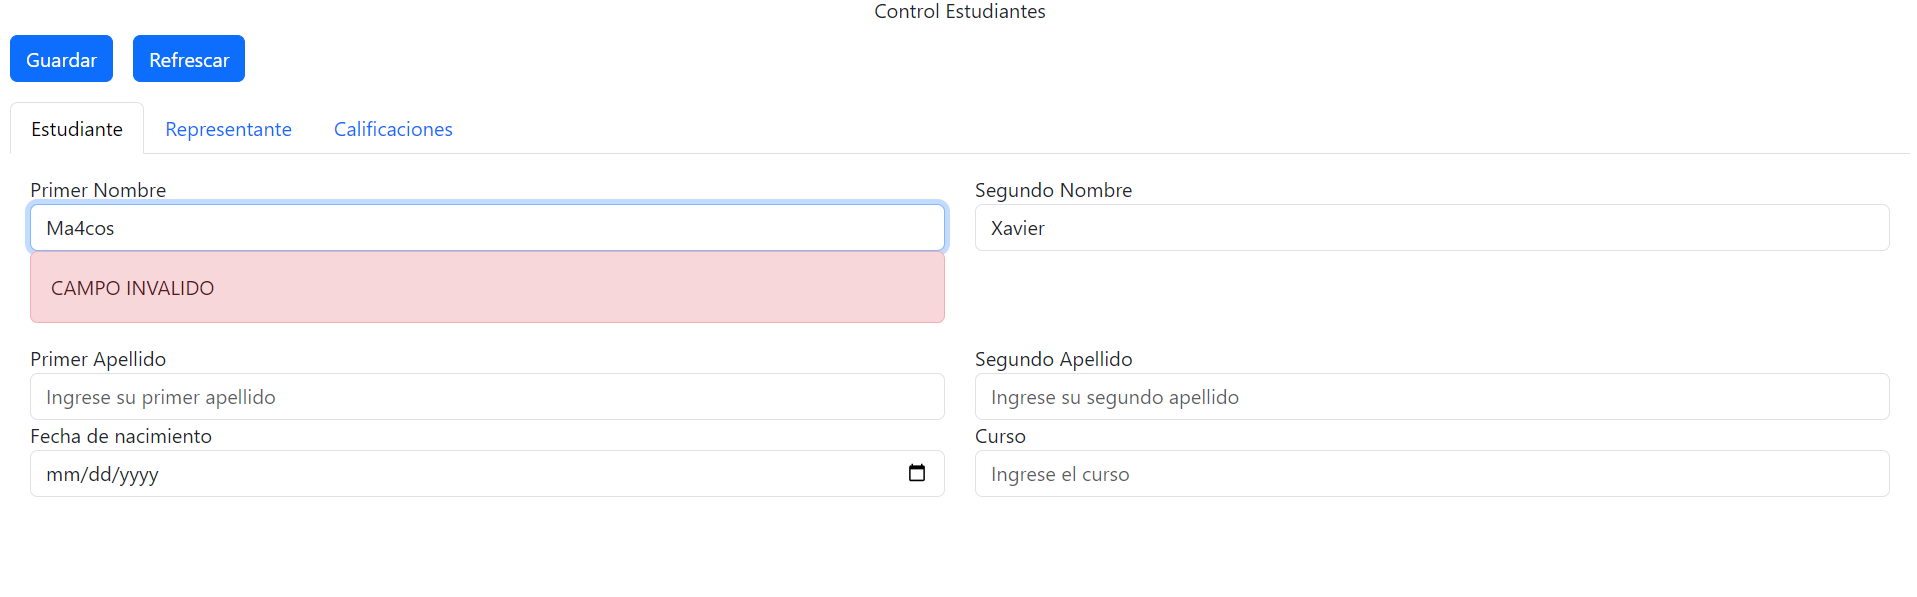 Control Estudiantes
Guardar Refrescar
Estudiante Representante Calificaciones
Primer Nombre Segundo Nombre
Ma4cos Xavier
CAMPO INVALIDO
Primer Apellido Segundo Apellido
Ingrese su primer apellido Ingrese su segundo apellido
Fecha de nacimiento Curso
mm/dd/yyyy Ingrese el curso